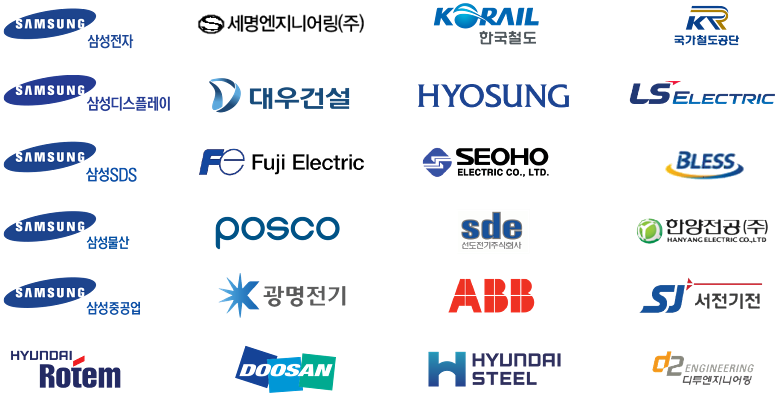 SAMSUNG
삼성전자
세명엔지니어링(주)
KORAIL
한국철도
KR
국가철도공단
SAMSUNG
삼성디스플레이
대우건설
HYOSUNG
LS ELECTRIC
SAMSUNG
삼성SDS
Fe Fuji Electric
SEOHO
ELECTRIC CO., LTD.
BLESS
SAMSUNG
삼성물산
posco
sde
선도전기주식회사
한양전공(주)
HANYANG ELECTRIC CO.,LTD
SAMSUNG
삼성중공업
광명전기
ABB
SJ 서전기전
HYUNDAI
Rotem
DOOSAN
HYUNDAI
STEEL
d2 ENGINEERING
디투엔지니어링